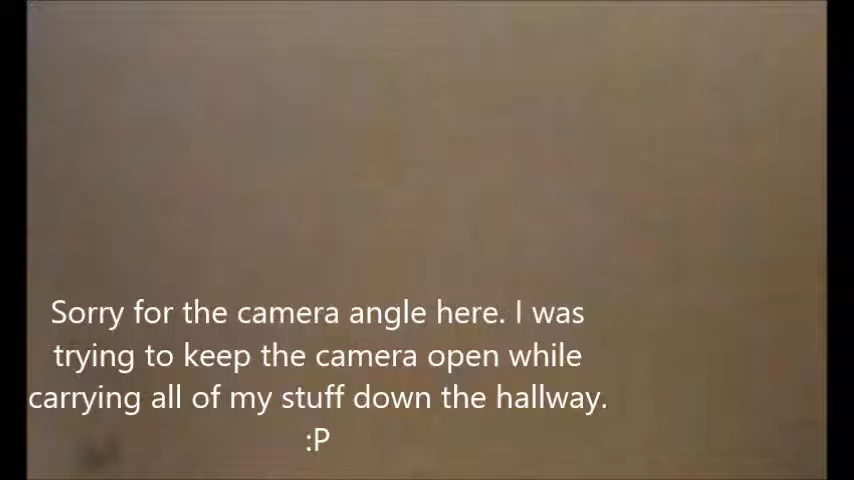 Sorry for the camera angle here. I was
trying to keep the camera open while
carrying all of my stuff down the hallway.
:P